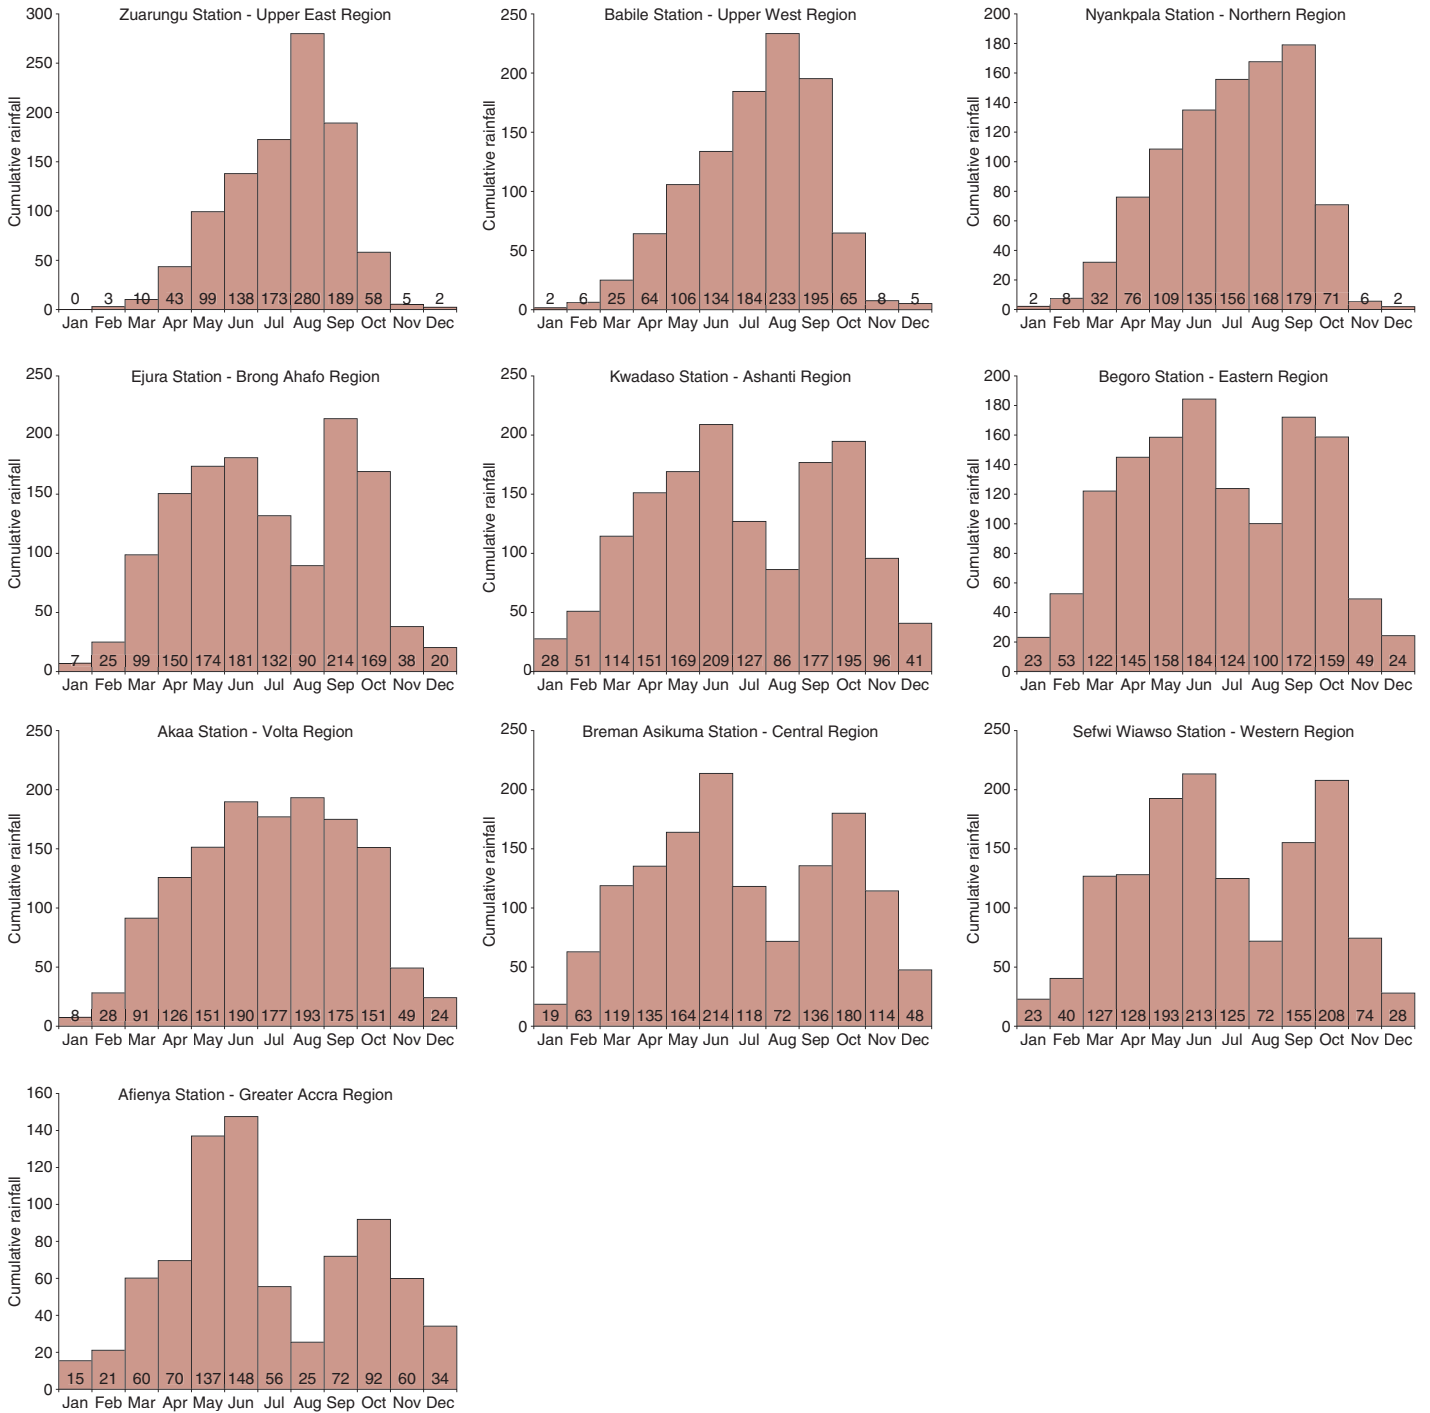 Zuarungu Station - Upper East Region
Cumulative rainfall
300
250
200
150
100
50
0
0 3 10 43 99 138 173 280 189 58 5 2
Jan Feb Mar Apr May Jun Jul Aug Sep Oct Nov Dec
Babile Station - Upper West Region
Cumulative rainfall
250
200
150
100
50
0
2 6 25 64 106 134 184 233 195 65 8 5
Jan Feb Mar Apr May Jun Jul Aug Sep Oct Nov Dec
Nyankpala Station - Northern Region
Cumulative rainfall
200
180
160
140
120
100
80
60
40
20
0
2 8 32 76 109 135 156 168 179 71 6 2
Jan Feb Mar Apr May Jun Jul Aug Sep Oct Nov Dec
Ejura Station - Brong Ahafo Region
Cumulative rainfall
250
200
150
100
50
0
7 25 99 150 174 181 132 90 214 169 38 20
Jan Feb Mar Apr May Jun Jul Aug Sep Oct Nov Dec
Kwadaso Station - Ashanti Region
Cumulative rainfall
250
200
150
100
50
0
28 51 114 151 169 209 127 86 177 195 96 41
Jan Feb Mar Apr May Jun Jul Aug Sep Oct Nov Dec
Begoro Station - Eastern Region
Cumulative rainfall
200
180
160
140
120
100
80
60
40
20
0
23 53 122 145 158 184 124 100 172 159 49 24
Jan Feb Mar Apr May Jun Jul Aug Sep Oct Nov Dec
Akaa Station - Volta Region
Cumulative rainfall
250
200
150
100
50
0
8 28 91 126 151 190 177 193 175 151 49 24
Jan Feb Mar Apr May Jun Jul Aug Sep Oct Nov Dec
Breman Asikuma Station - Central Region
Cumulative rainfall
250
200
150
100
50
0
19 63 119 135 164 214 118 72 136 180 114 48
Jan Feb Mar Apr May Jun Jul Aug Sep Oct Nov Dec
Sefwi Wiawso Station - Western Region
Cumulative rainfall
250
200
150
100
50
0
23 40 127 128 193 213 125 72 155 208 74 28
Jan Feb Mar Apr May Jun Jul Aug Sep Oct Nov Dec
Afienya Station - Greater Accra Region
Cumulative rainfall
160
140
120
100
80
60
40
20
0
15 21 60 70 137 148 56 25 72 92 60 34
Jan Feb Mar Apr May Jun Jul Aug Sep Oct Nov Dec